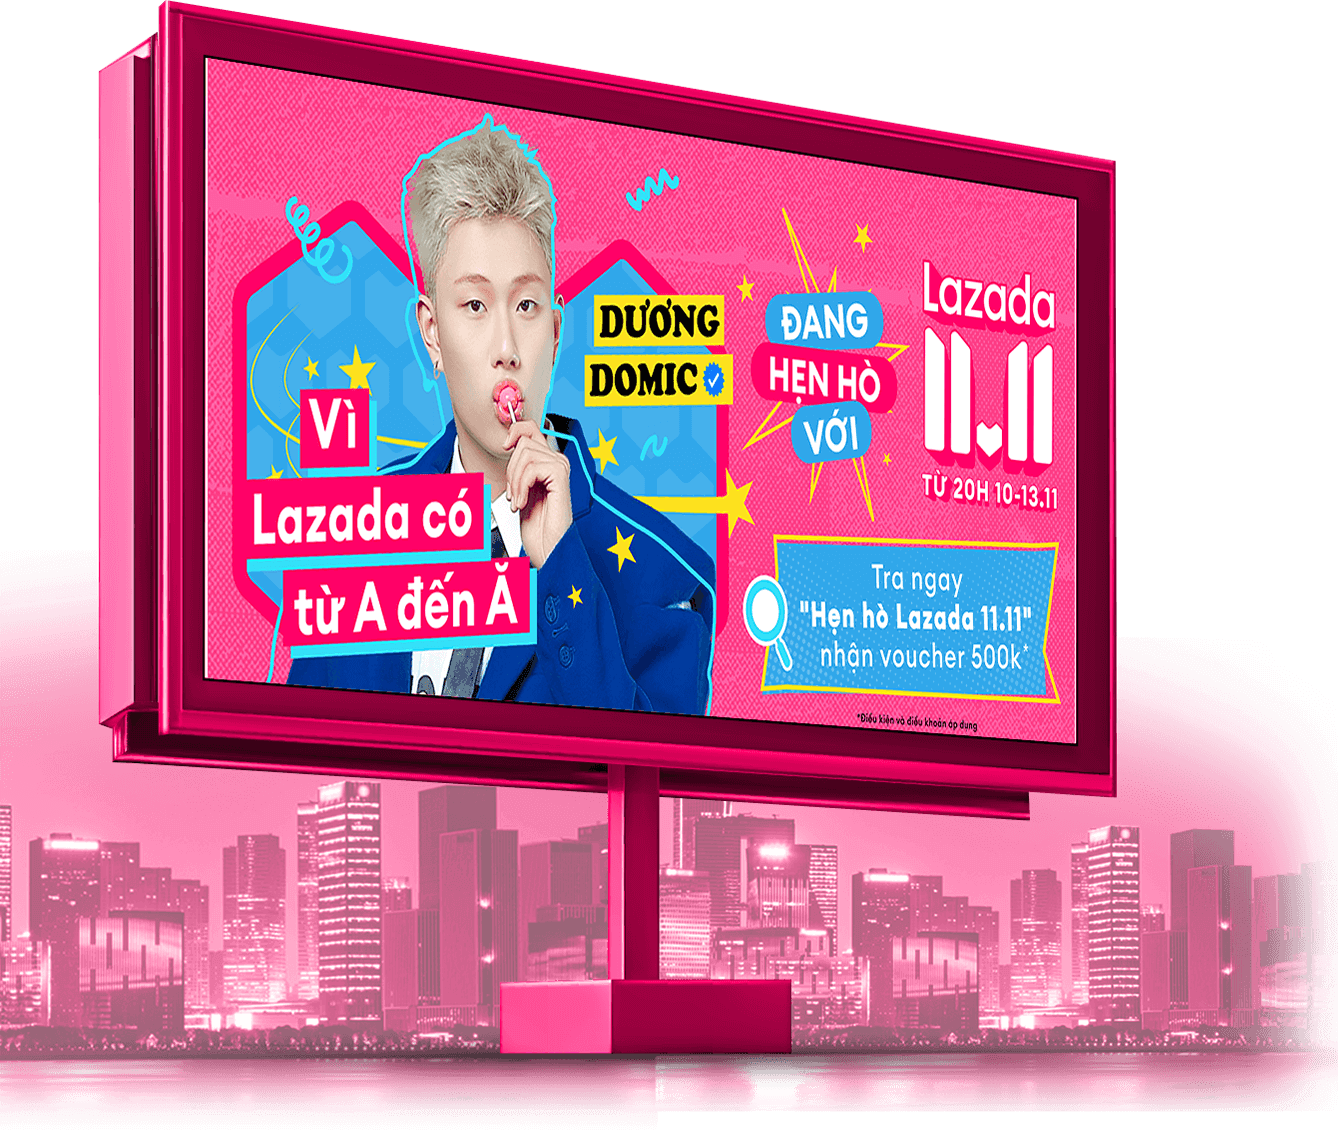 Vì
Lazada có
từ A đến Ă
DƯƠNG
DOMIC
ĐANG
HẸN HÒ
VỚI
Lazada
11.11
TỪ 20H 10-13.11
Tra ngay
"Hẹn hò Lazada 11.11"
nhận voucher 500k*
*Điều kiện và điều khoản áp dụng